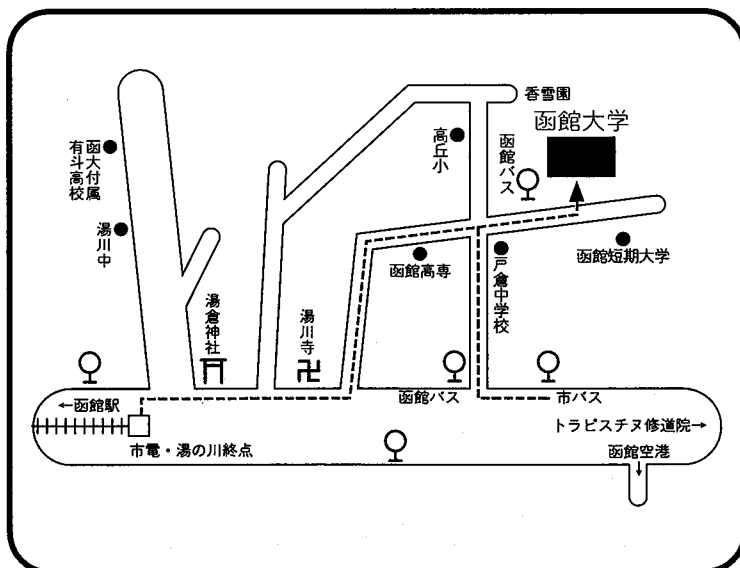 香雪園
函館大学
高丘小
函館バス
函大付属
有斗高校
湯川中
函館短期大学
函館高専
戸倉中学校
湯倉神社
湯川寺
←函館駅
函館バス
市バス
トラピスチヌ修道院→
市電・湯の川終点
函館空港
↓